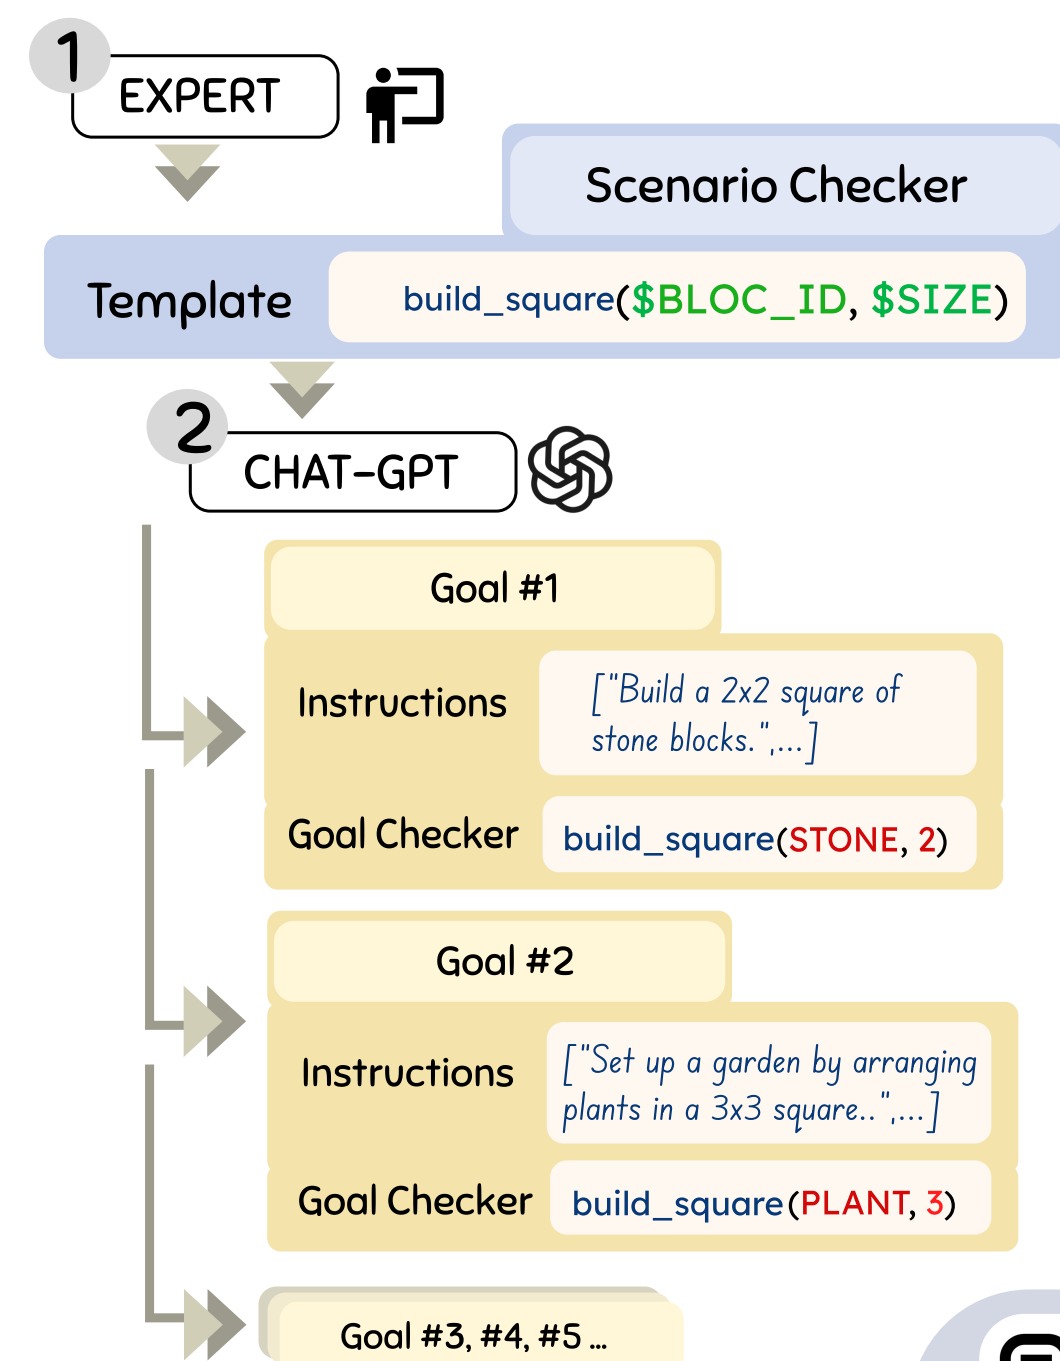 1
EXPERT
Scenario Checker
Template
build_square($BLOC_ID, $SIZE)
2
CHAT-GPT
Goal #1
Instructions
["Build a 2x2 square of
stone blocks.",...]
Goal Checker
build_square(STONE, 2)
Goal #2
Instructions
["Set up a garden by arranging
plants in a 3x3 square..",...]
Goal Checker
build_square(PLANT, 3)
Goal #3, #4, #5 ...